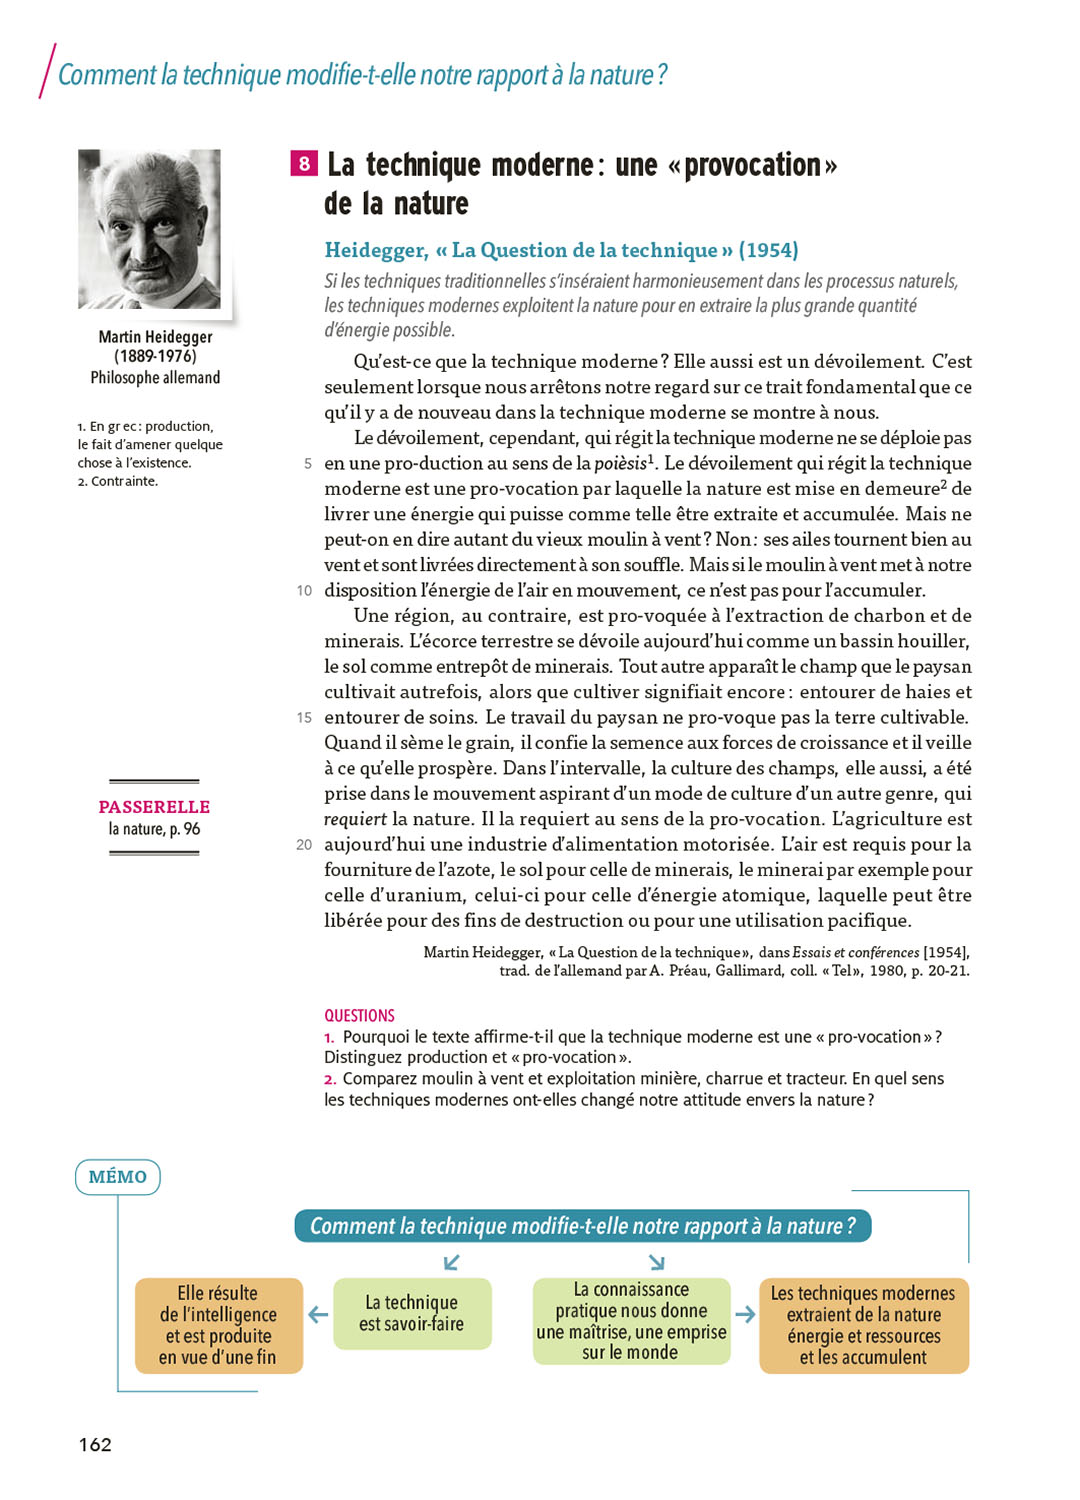 Comment la technique modifie-t-elle notre rapport à la nature ?
Martin Heidegger
(1889-1976)
Philosophe allemand
1. En gr ec : production,
le fait d'amener quelque
chose à l'existence.
2. Contrainte.
PASSERELLE
la nature, p. 96
8 La technique moderne : une « provocation »
de la nature
Heidegger, « La Question de la technique » (1954)
Si les techniques traditionnelles s'inséraient harmonieusement dans les processus naturels,
les techniques modernes exploitent la nature pour en extraire la plus grande quantité
d'énergie possible.
Qu'est-ce que la technique moderne ? Elle aussi est un dévoilement. C'est
seulement lorsque nous arrêtons notre regard sur ce trait fondamental que ce
qu'il y a de nouveau dans la technique moderne se montre à nous.
Le dévoilement, cependant, qui régit la technique moderne ne se déploie pas
5 en une pro-duction au sens de la poièsis¹. Le dévoilement qui régit la technique
moderne est une pro-vocation par laquelle la nature est mise en demeure² de
livrer une énergie qui puisse comme telle être extraite et accumulée. Mais ne
peut-on en dire autant du vieux moulin à vent ? Non : ses ailes tournent bien au
vent et sont livrées directement à son souffle. Mais si le moulin à vent met à notre
10 disposition l'énergie de l'air en mouvement, ce n'est pas pour l'accumuler.
Une région, au contraire, est pro-voquée à l'extraction de charbon et de
minerais. L'écorce terrestre se dévoile aujourd'hui comme un bassin houiller,
le sol comme entrepôt de minerais. Tout autre apparaît le champ que le paysan
cultivait autrefois, alors que cultiver signifiait encore : entourer de haies et
15 entourer de soins. Le travail du paysan ne pro-voque pas la terre cultivable.
Quand il sème le grain, il confie la semence aux forces de croissance et il veille
à ce qu'elle prospère. Dans l'intervalle, la culture des champs, elle aussi, a été
prise dans le mouvement aspirant d'un mode de culture d'un autre genre, qui
requiert la nature. Il la requiert au sens de la pro-vocation. L'agriculture est
20 aujourd'hui une industrie d'alimentation motorisée. L'air est requis pour la
fourniture de l'azote, le sol pour celle de minerais, le minerai par exemple pour
celle d'uranium, celui-ci pour celle d'énergie atomique, laquelle peut être
libérée pour des fins de destruction ou pour une utilisation pacifique.
Martin Heidegger, « La Question de la technique », dans Essais et conférences [1954],
trad. de l'allemand par A. Préau, Gallimard, coll. « Tel », 1980, p. 20-21.
QUESTIONS
1. Pourquoi le texte affirme-t-il que la technique moderne est une « pro-vocation » ?
Distinguez production et « pro-vocation ».
2. Comparez moulin à vent et exploitation minière, charrue et tracteur. En quel sens
les techniques modernes ont-elles changé notre attitude envers la nature ?
MÉMO
Comment la technique modifie-t-elle notre rapport à la nature ?
Elle résulte
de l'intelligence
et est produite
en vue d'une fin
La technique
est savoir-faire
La connaissance
pratique nous donne
une maîtrise, une emprise
sur le monde
Les techniques modernes
extraient de la nature
énergie et ressources
et les accumulent
162